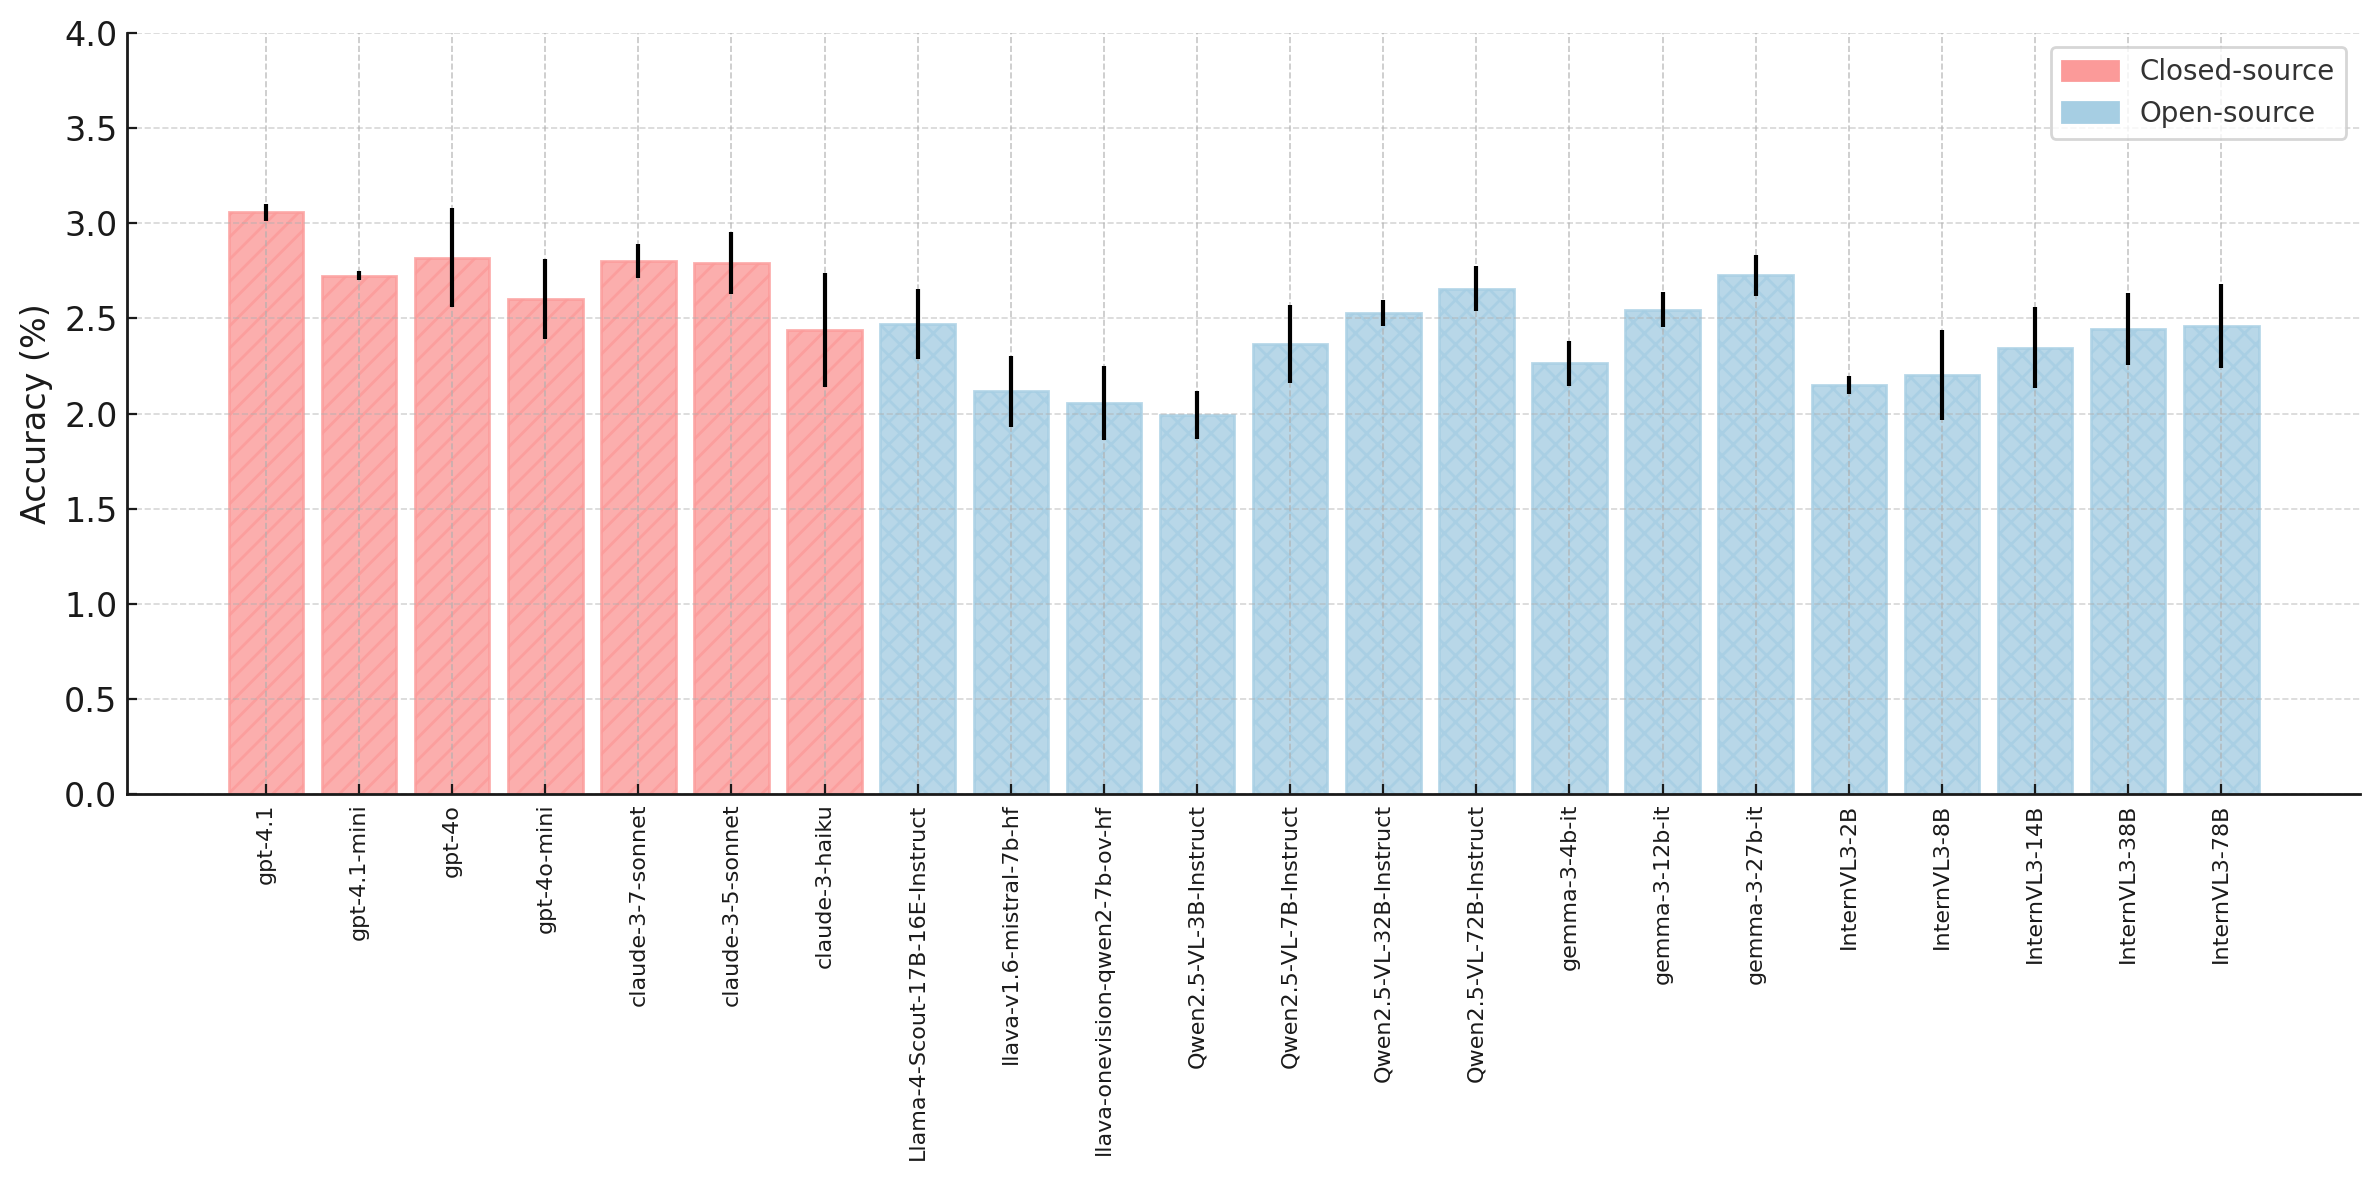 4.0
3.5
3.0
2.5
2.0
1.5
1.0
0.5
0.0
Accuracy (%)
Closed-source
Open-source
gpt-4.1
gpt-4.1-mini
gpt-4o
gpt-4o-mini
claude-3-7-sonnet
claude-3-5-sonnet
claude-3-haiku
Llama-4-Scout-17B-16E-Instruct
llava-v1.6-mistral-7b-hf
llava-onevision-qwen2-7b-ov-hf
Qwen2.5-VL-3B-Instruct
Qwen2.5-VL-7B-Instruct
Qwen2.5-VL-32B-Instruct
Qwen2.5-VL-72B-Instruct
gemma-3-4b-it
gemma-3-12b-it
gemma-3-27b-it
InternVL3-2B
InternVL3-8B
InternVL3-14B
InternVL3-38B
InternVL3-78B